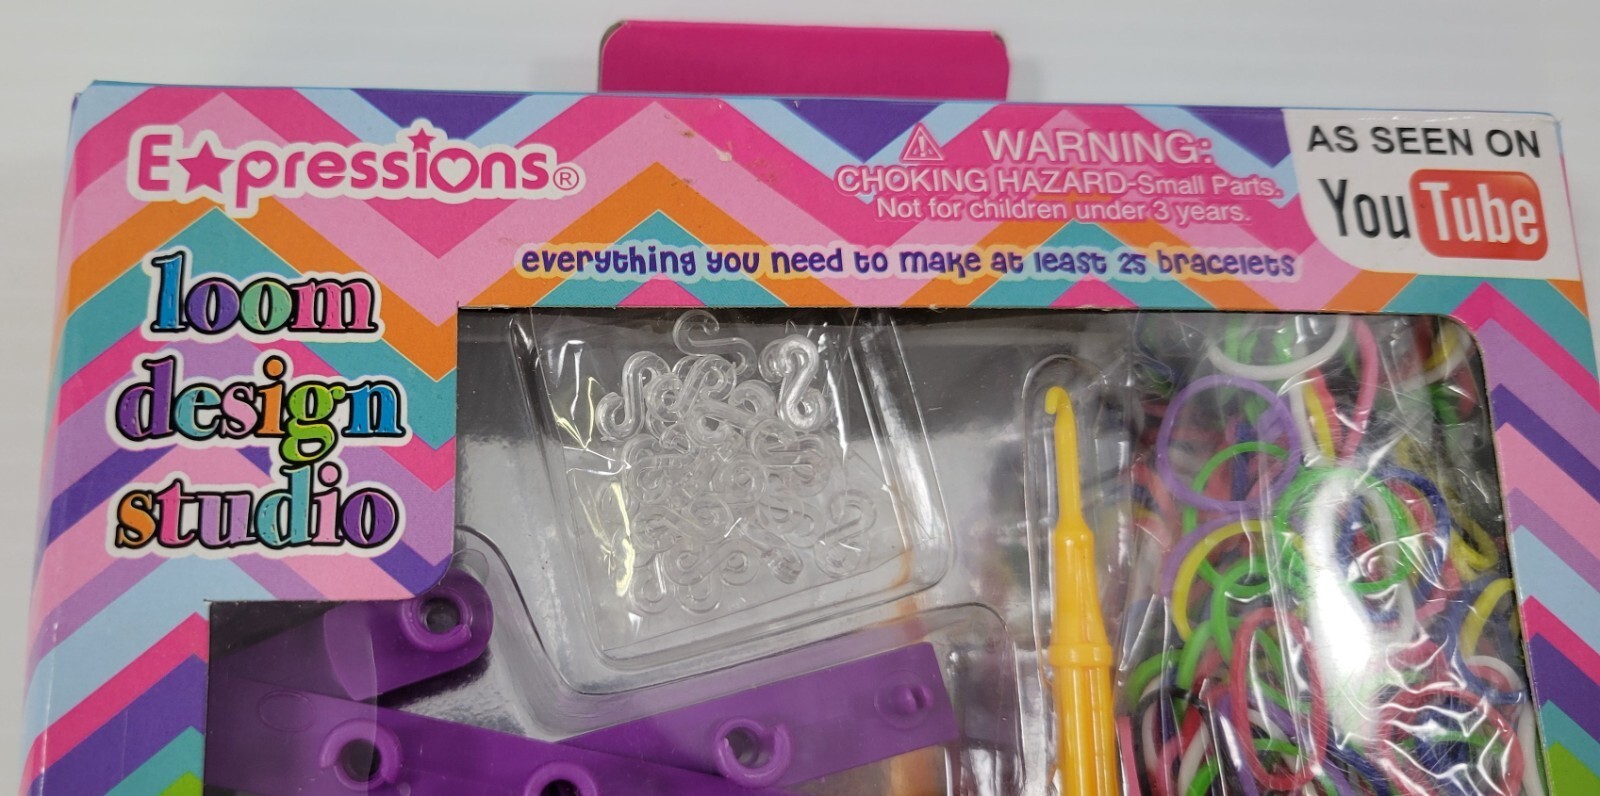 Expressions®
WARNING:
CHOKING HAZARD-Small Parts.
Not for children under 3 years.
AS SEEN ON
YouTube
everything you need to make at least 25 bracelets
loom
design
studio